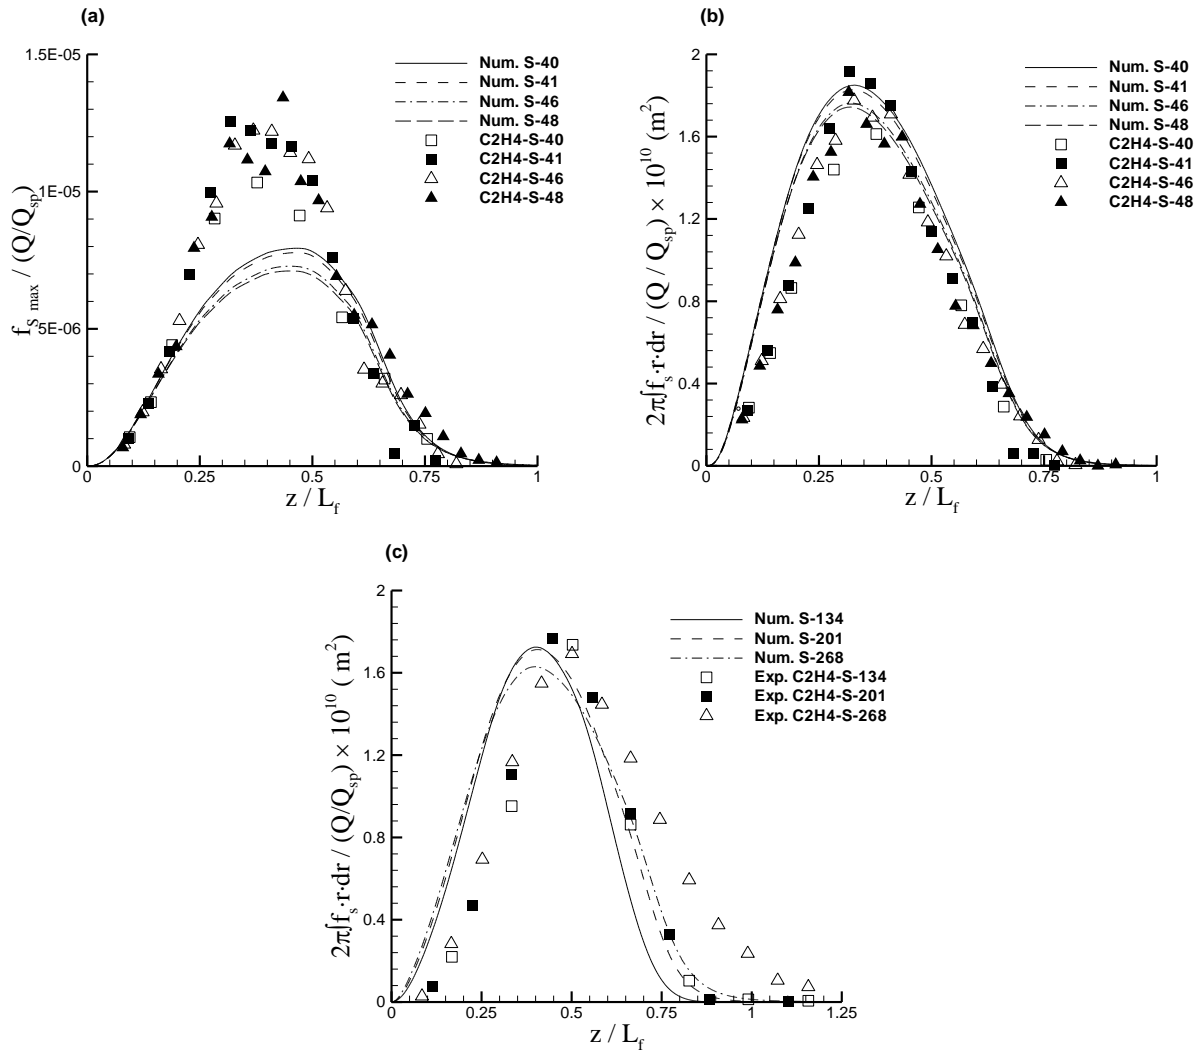 (a)
f_S max / (Q/Q_sp)
1.5E-05
1E-05
5E-06
0
0
0.25
0.5
0.75
1
z / L_f
Num. S-40
Num. S-41
Num. S-46
Num. S-48
C2H4-S-40
C2H4-S-41
C2H4-S-46
C2H4-S-48
(b)
2π∫f_s·r·dr / (Q / Q_sp) × 10^10 (m^2)
2
1.6
1.2
0.8
0.4
0
0
0.25
0.5
0.75
1
z / L_f
Num. S-40
Num. S-41
Num. S-46
Num. S-48
C2H4-S-40
C2H4-S-41
C2H4-S-46
C2H4-S-48
(c)
2π∫f_s·r·dr / (Q/Q_sp) × 10^10 ( m^2)
2
1.6
1.2
0.8
0.4
0
0
0.25
0.5
0.75
1
1.25
z / L_f
Num. S-134
Num. S-201
Num. S-268
Exp. C2H4-S-134
Exp. C2H4-S-201
Exp. C2H4-S-268